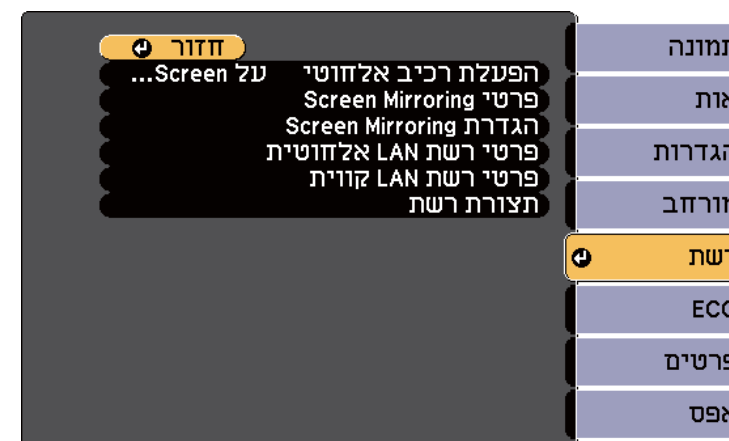 חזור
הפעלת רכיב אלחוטי על Screen...
פרטי Screen Mirroring
הגדרת Screen Mirroring
פרטי רשת LAN אלחוטית
פרטי רשת LAN קווית
תצורת רשת
תמונה
אות
הגדרות
מורחב
רשת
ECO
פרטים
אפס